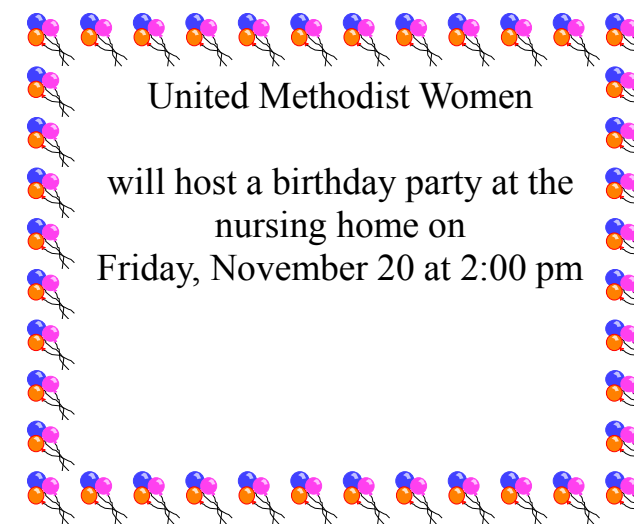 United Methodist Women
will host a birthday party at the
nursing home on
Friday, November 20 at 2:00 pm